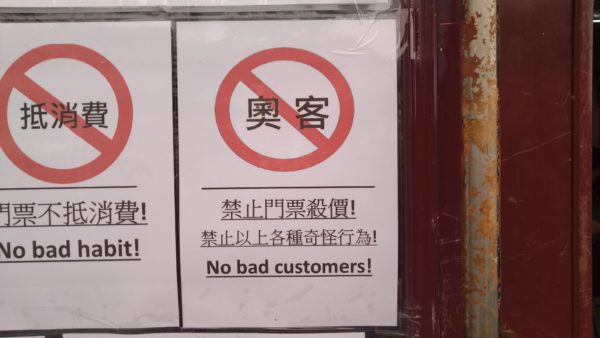 抵消費
門票不抵消費!
No bad habit!
奧客
禁止門票殺價!
禁止以上各種奇怪行為!
No bad customers!